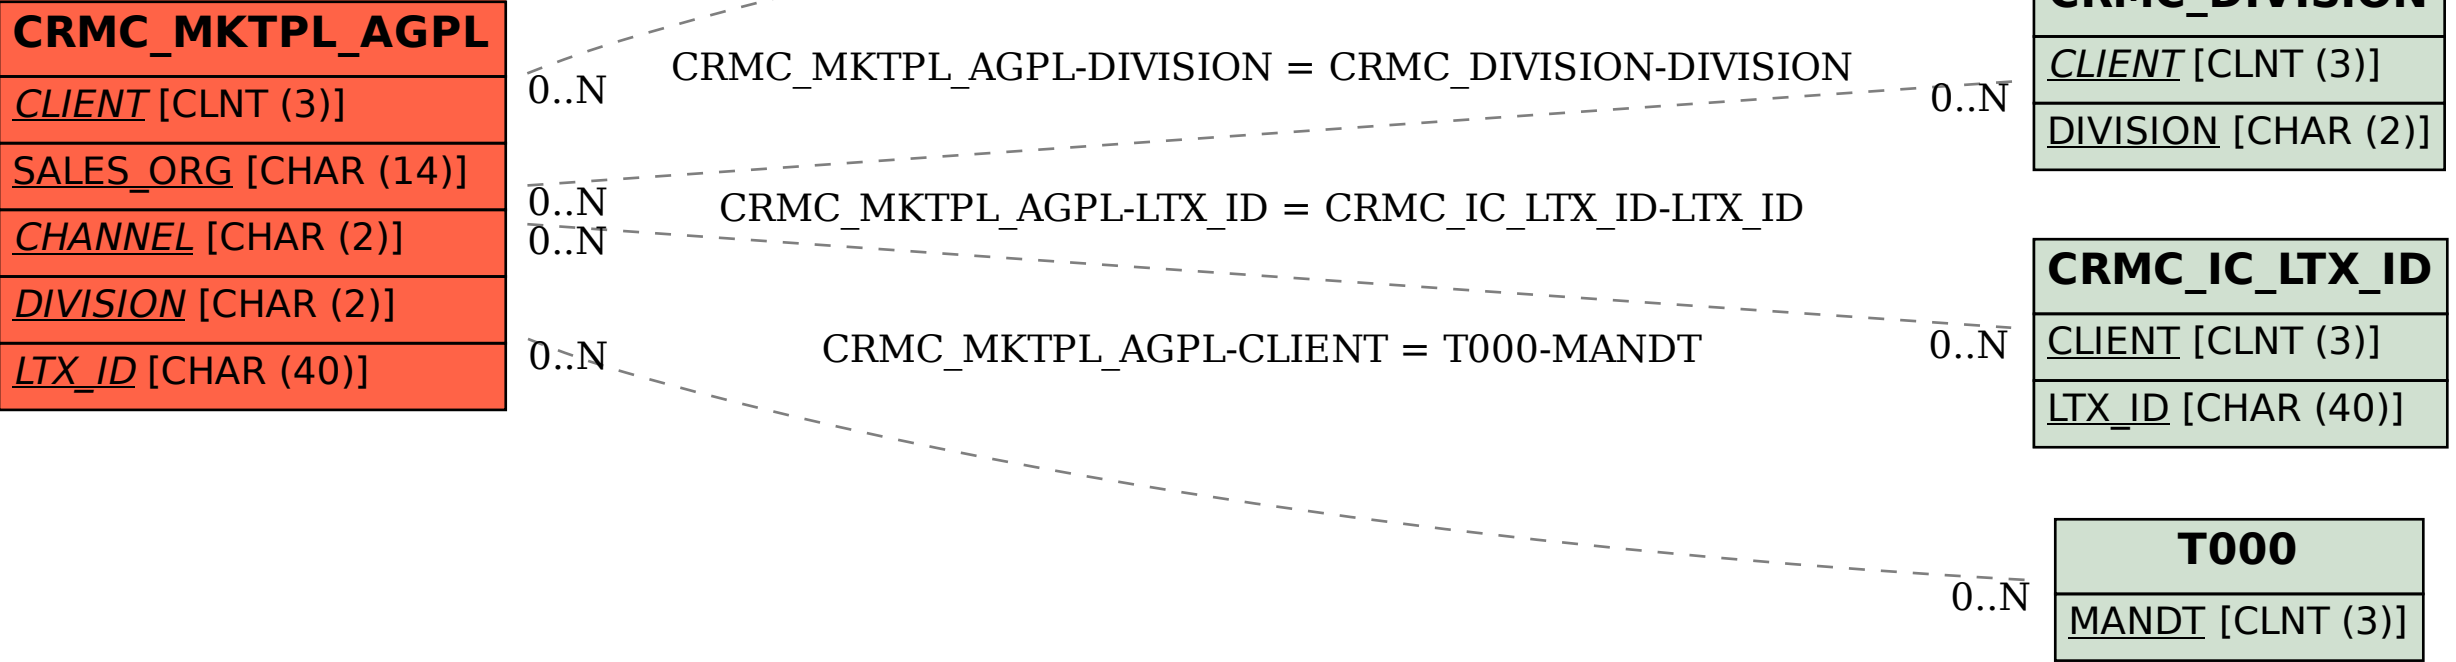 CRMC_MKTPL_AGPL
CLIENT [CLNT (3)]
SALES_ORG [CHAR (14)]
CHANNEL [CHAR (2)]
DIVISION [CHAR (2)]
LTX_ID [CHAR (40)]
0..N
CRMC_MKTPL_AGPL-DIVISION = CRMC_DIVISION-DIVISION
0..N
0..N
CRMC_MKTPL_AGPL-LTX_ID = CRMC_IC_LTX_ID-LTX_ID
0..N
0..N
CRMC_MKTPL_AGPL-CLIENT = T000-MANDT
0..N
0..N
0..N
CRMC_DIVISION
CLIENT [CLNT (3)]
DIVISION [CHAR (2)]
CRMC_IC_LTX_ID
CLIENT [CLNT (3)]
LTX_ID [CHAR (40)]
T000
MANDT [CLNT (3)]